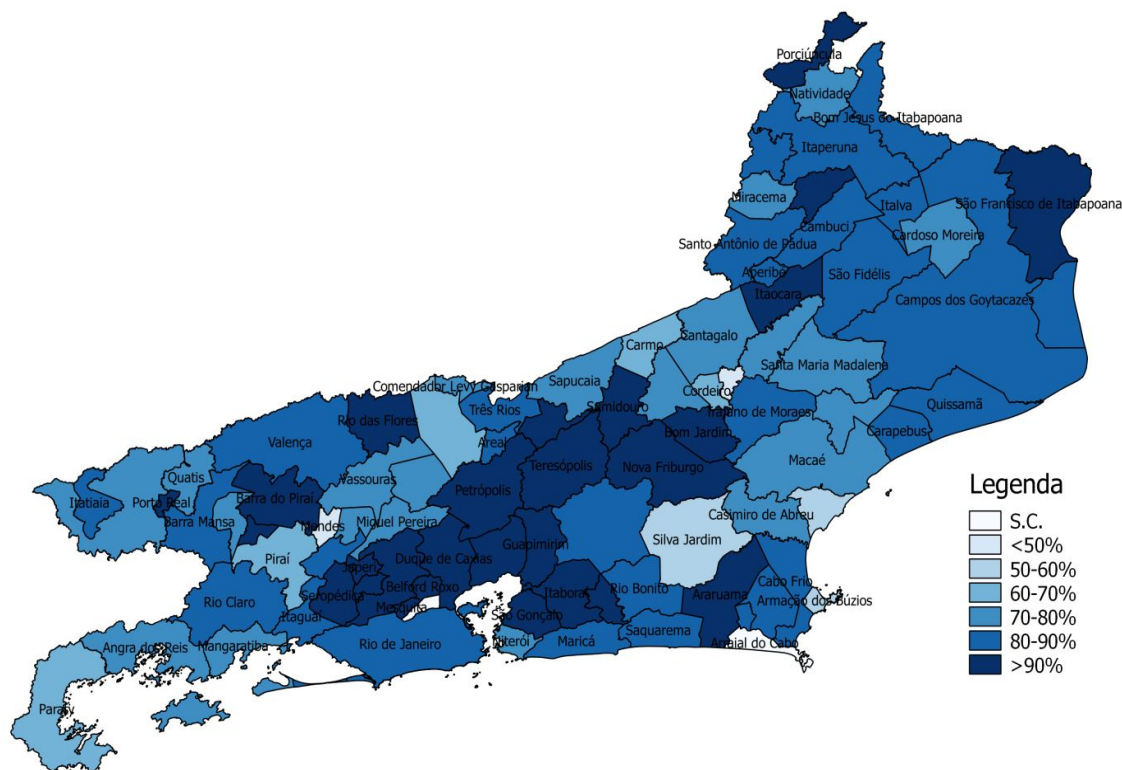 Porciúncula
Natividade
Bom Jesus do Itabapoana
Itaperuna
Miracema
Italva
São Francisco de Itabapoana
Cambuci
Cardoso Moreira
Santo Antônio de Pádua
Aperibé
São Fidélis
Itaocara
Campos dos Goytacazes
Carmo
Cantagalo
Santa Maria Madalena
Comendador Levy Gasparian
Sapucaia
Cordeiro
Três Rios
Sumidouro
Trajano de Moraes
Quissamã
Rio das Flores
Areal
Bom Jardim
Carapebus
Valença
Teresópolis
Nova Friburgo
Macaé
Vassouras
Quatis
Petrópolis
Itatiaia
Porto Real
Barra do Piraí
Barra Mansa
Mendes
Miguel Pereira
Casimiro de Abreu
Silva Jardim
Guapimirim
Piraí
Duque de Caxias
Japeri
Belford Roxo
Cabo Frio
Rio Bonito
Itaboraí
Araruama
Rio Claro
Seropédica
Mesquita
Armação dos Búzios
Itaguaí
São Gonçalo
Saquarema
Angra dos Reis
Mangaratiba
Rio de Janeiro
Niterói
Maricá
Arraial do Cabo
Paraty
Legenda
S.C.
<50%
50-60%
60-70%
70-80%
80-90%
>90%